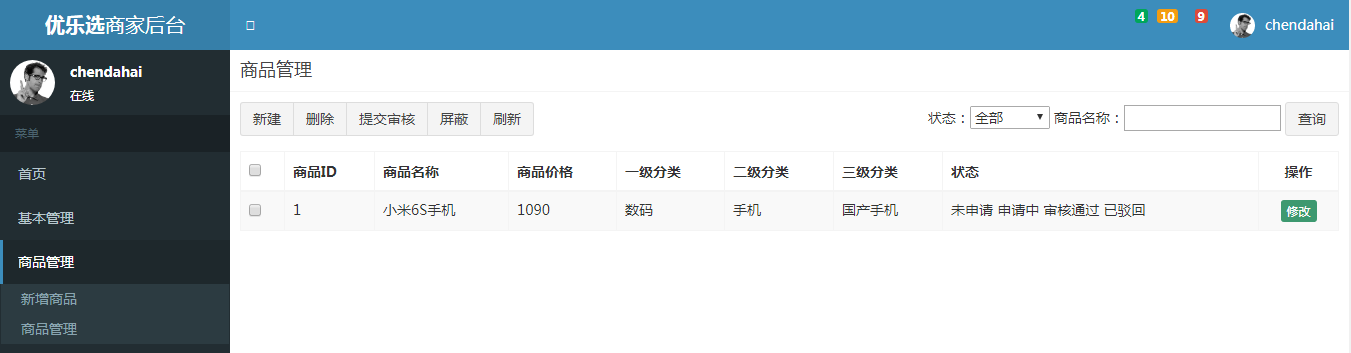 优乐选商家后台
4 10 9 chendahai
chendahai
在线
菜单
首页
基本管理
商品管理
新增商品
商品管理
商品管理
新建 删除 提交审核 屏蔽 刷新 状态：全部 商品名称： 查询
商品ID 商品名称 商品价格 一级分类 二级分类 三级分类 状态 操作
1 小米6S手机 1090 数码 手机 国产手机 未申请 申请中 审核通过 已驳回 修改